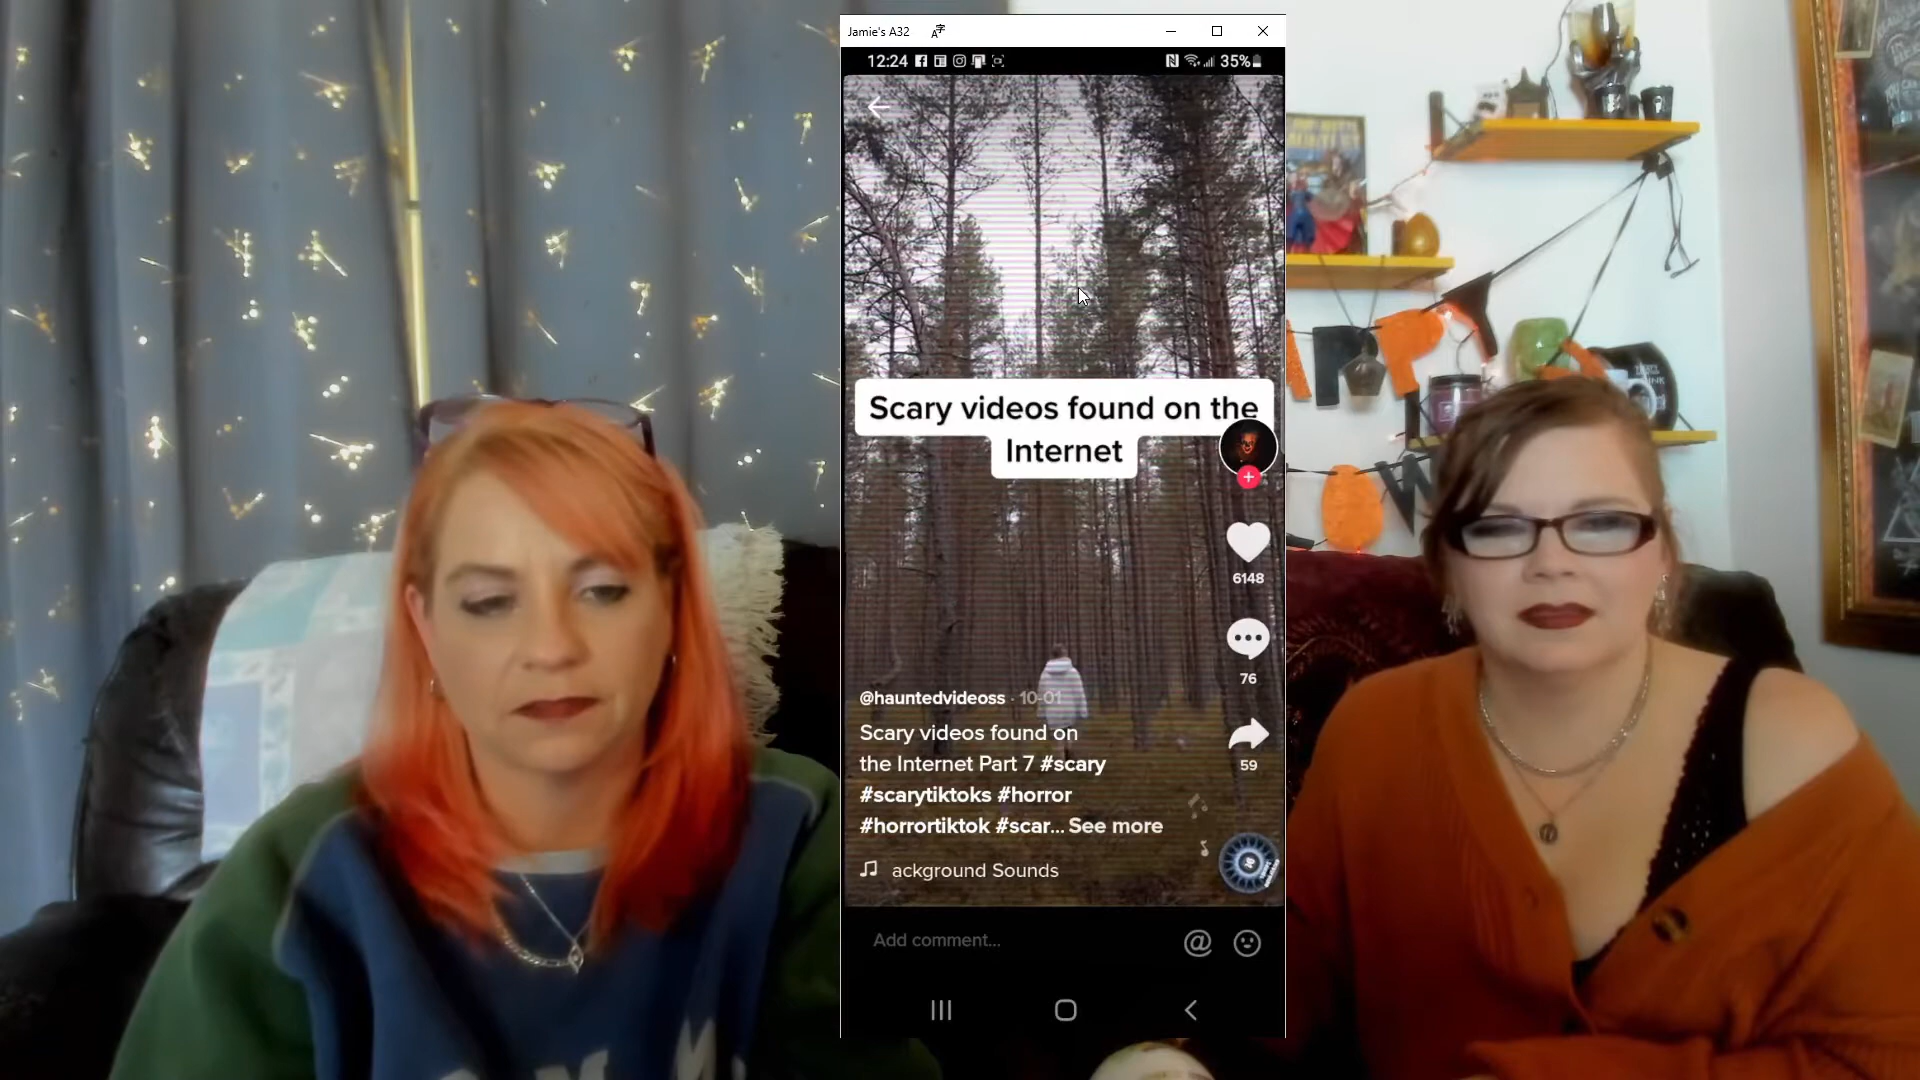 Jamie's A32
12:24
35%
Scary videos found on the
Internet
6148
76
@hauntedvideoss · 10-01
59
Scary videos found on
the Internet Part 7 #scary
#scarytiktoks #horror
#horrortiktok #scar... See more
ackground Sounds
Add comment...